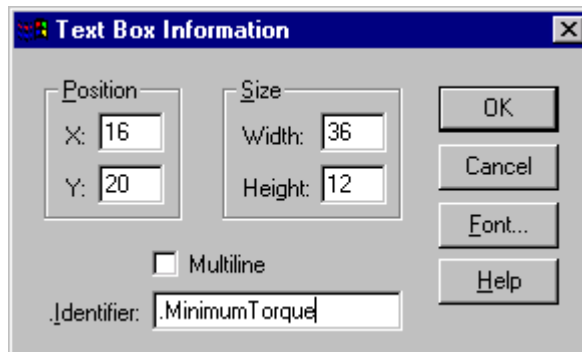 Text Box Information
Position
X: 16
Y: 20
Size
Width: 36
Height: 12
OK
Cancel
Font...
Help
Multiline
.Identifier: .MinimumTorque